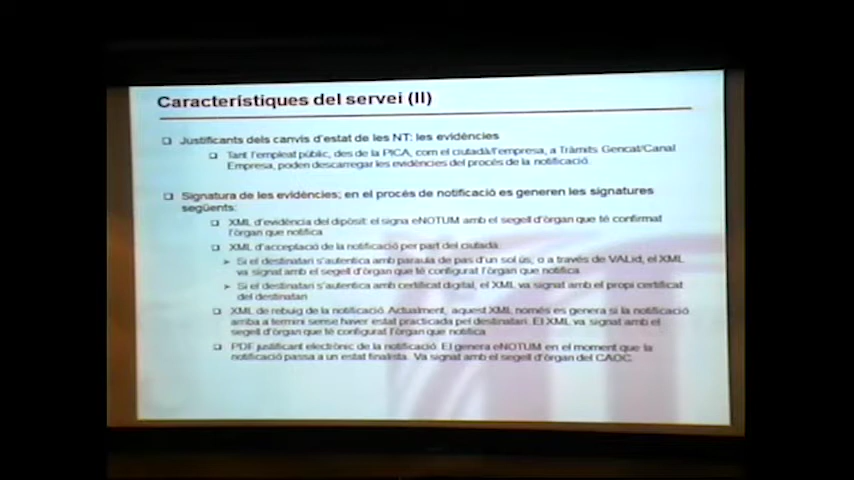 Característiques del servei (II)
Justificants dels canvis d'estat de les NT: les evidències
Tant l'empleat públic, des de la PICA, com el ciutadà/l'empresa, a Tràmits Gencat/Canal
Empresa, poden descarregar les evidències del procés de la notificació.
Signatura de les evidències; en el procés de notificació es generen les signatures
següents:
XML d'evidència del dipòsit: el signa eNOTUM amb el segell d'òrgan que té confirmat
l'òrgan que notifica
XML d'acceptació de la notificació per part del ciutadà:
Si el destinatari s'autentica amb paraula de pas d'un sol ús; o a través de VALid, el XML
va signat amb el segell d'òrgan que té configurat l'òrgan que notifica
Si el destinatari s'autentica amb certificat digital, el XML va signat amb el propi certificat
del destinatari
XML de rebuig de la notificació. Actualment, aquest XML només es genera si la notificació
arriba a termini sense haver estat practicada pel destinatari. El XML va signat amb el
segell d'òrgan que té configurat l'òrgan que notifica.
PDF justificant electrònic de la notificació. El genera eNOTUM en el moment que la
notificació passa a un estat finalista. Va signat amb el segell d'òrgan del CAOC.